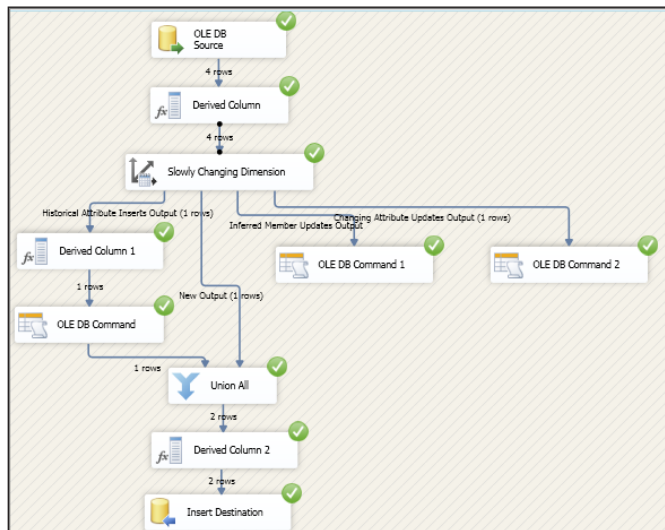 OLE DB
Source
4 rows
fx
Derived Column
4 rows
Slowly Changing Dimension
Historical Attribute Inserts Output (1 rows)
Changing Attribute Updates Output (1 rows)
Inferred Member Updates Output
fx
Derived Column 1
OLE DB Command 1
OLE DB Command 2
1 rows
New Output (1 rows)
OLE DB Command
1 rows
Union All
2 rows
fx
Derived Column 2
2 rows
Insert Destination